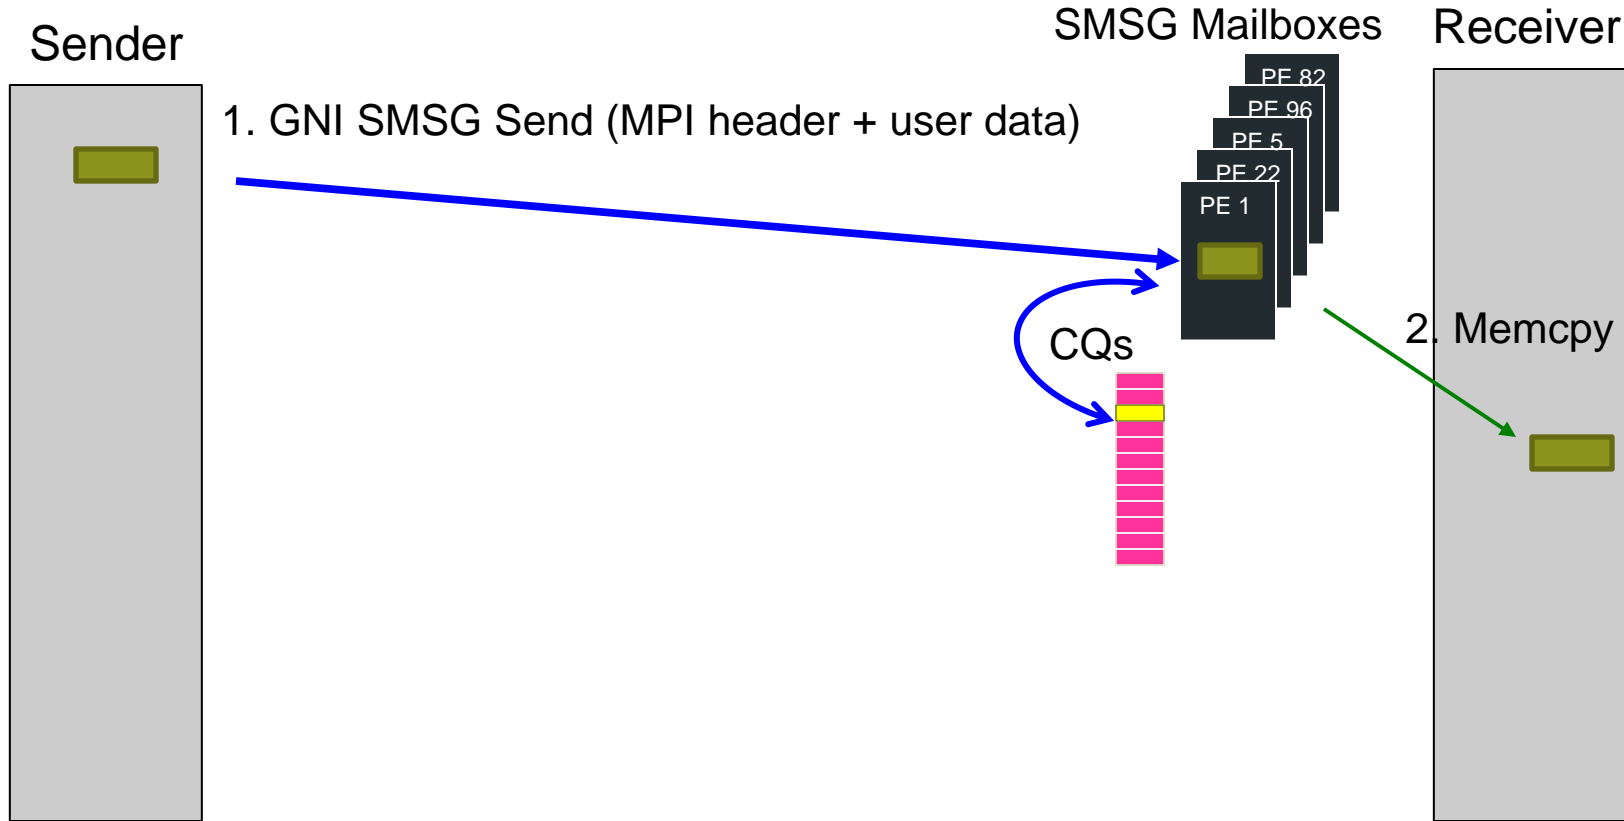 Sender
SMSG Mailboxes
Receiver
1. GNI SMSG Send (MPI header + user data)
PE 82
PE 96
PE 5
PE 22
PE 1
CQs
2. Memcpy